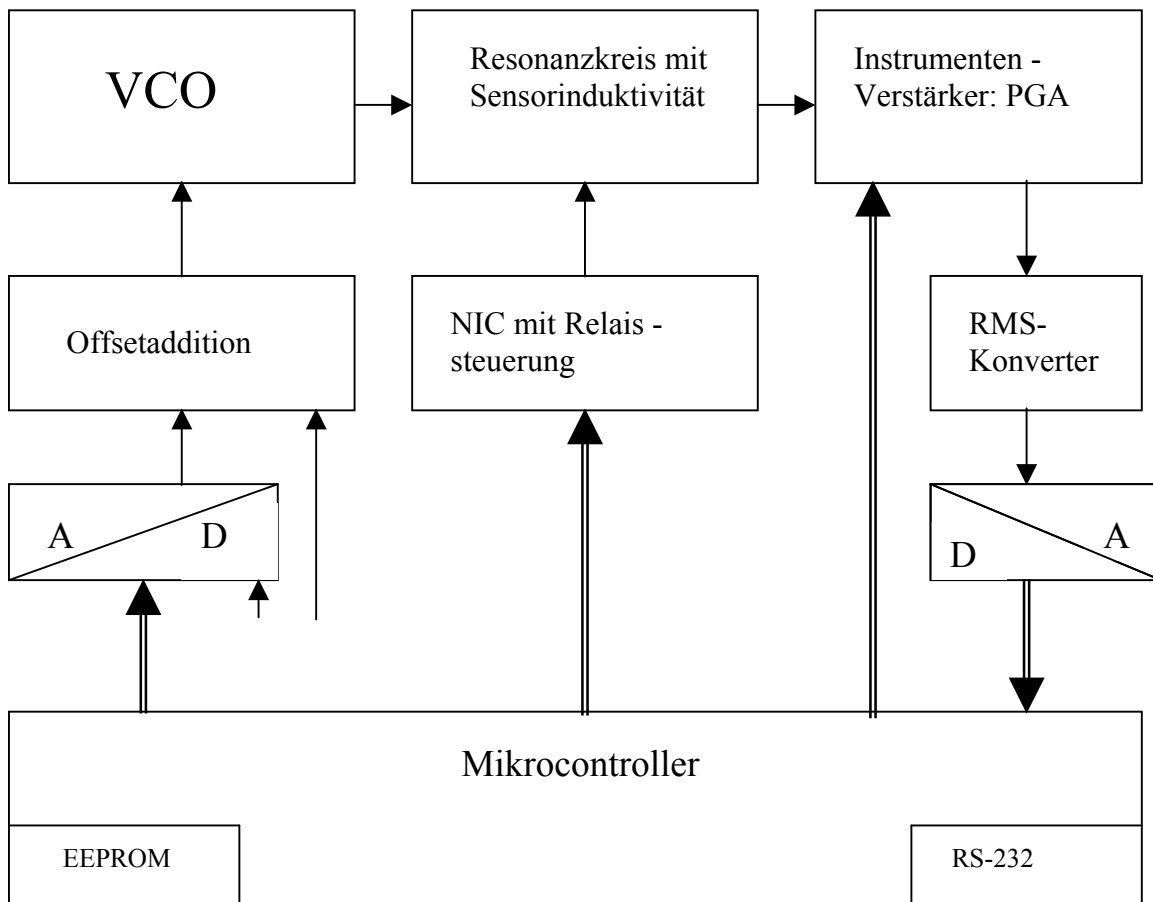 VCO
Resonanzkreis mit
Sensorinduktivität
Instrumenten -
Verstärker: PGA
Offsetaddition
NIC mit Relais -
steuerung
RMS-
Konverter
A
D
D
A
Mikrocontroller
EEPROM
RS-232